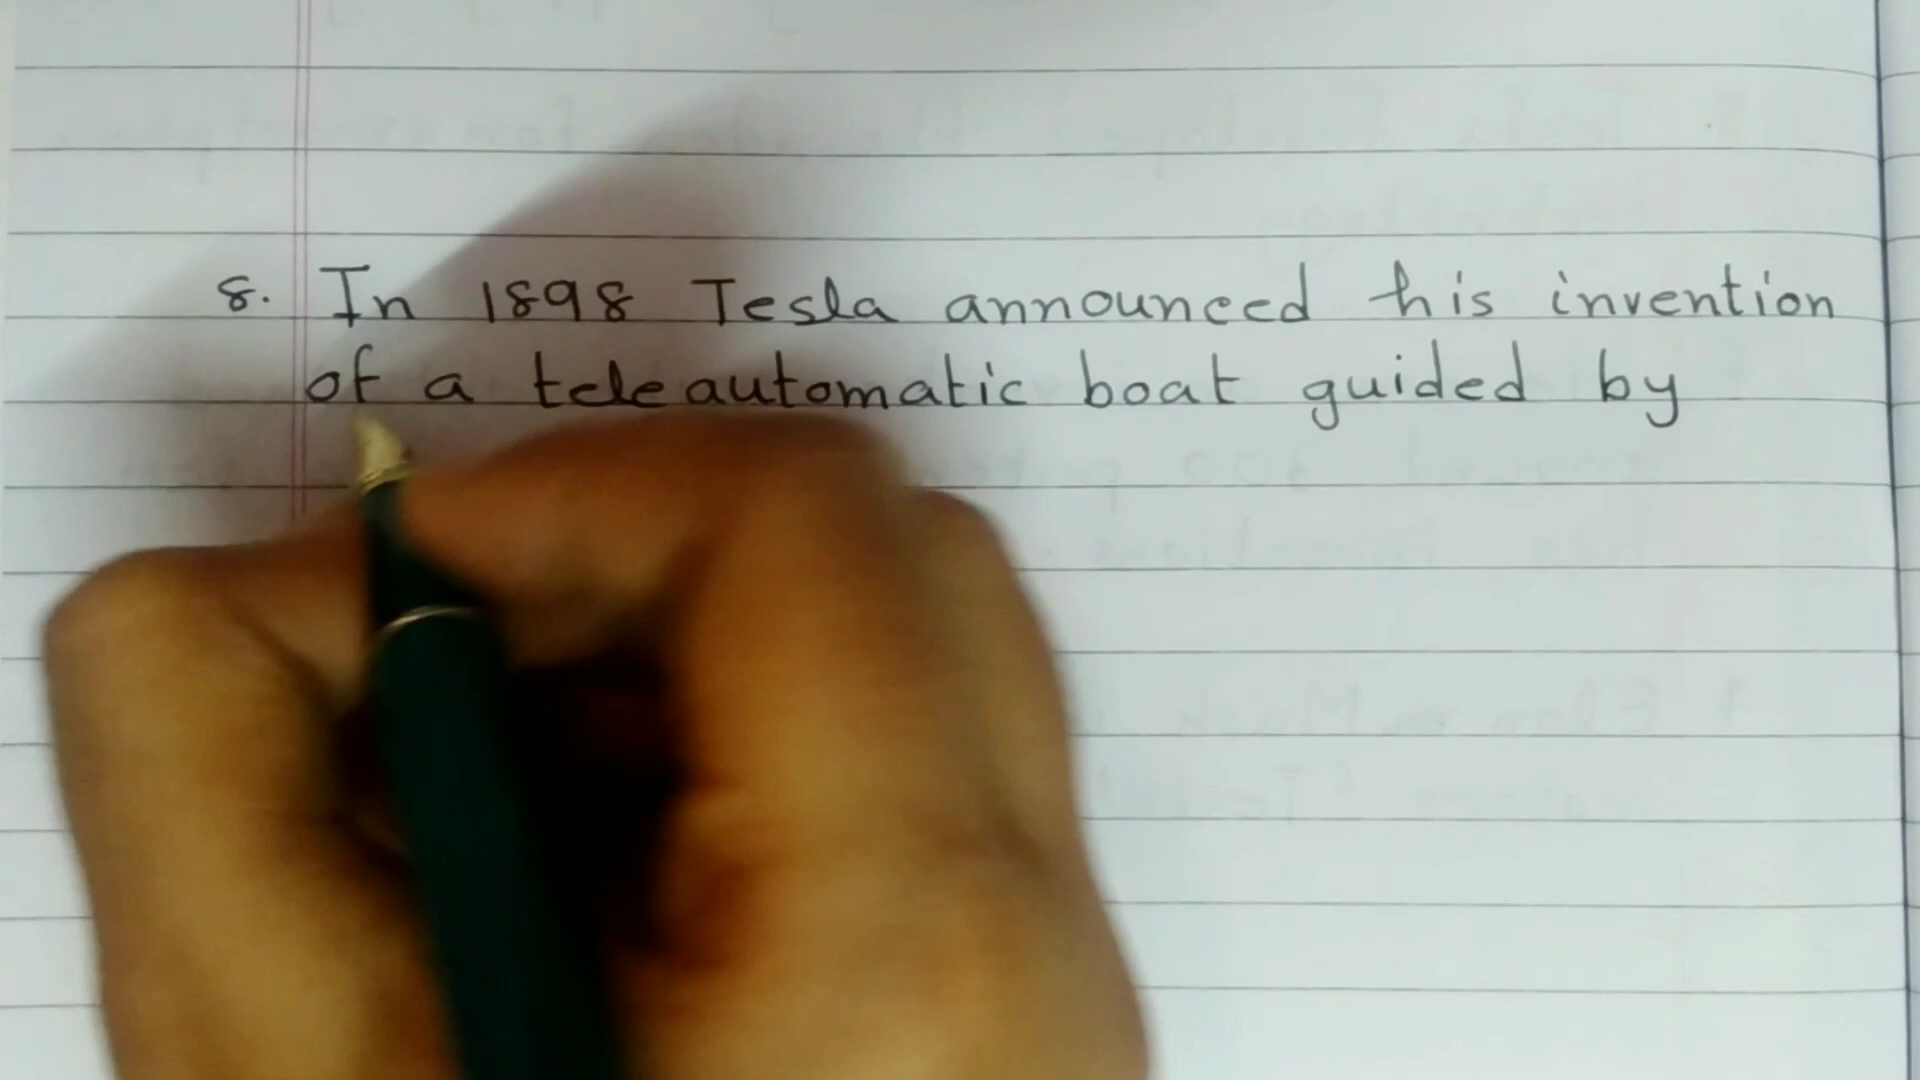 8. In 1898 Tesla announced his invention
of a teleautomatic boat guided by